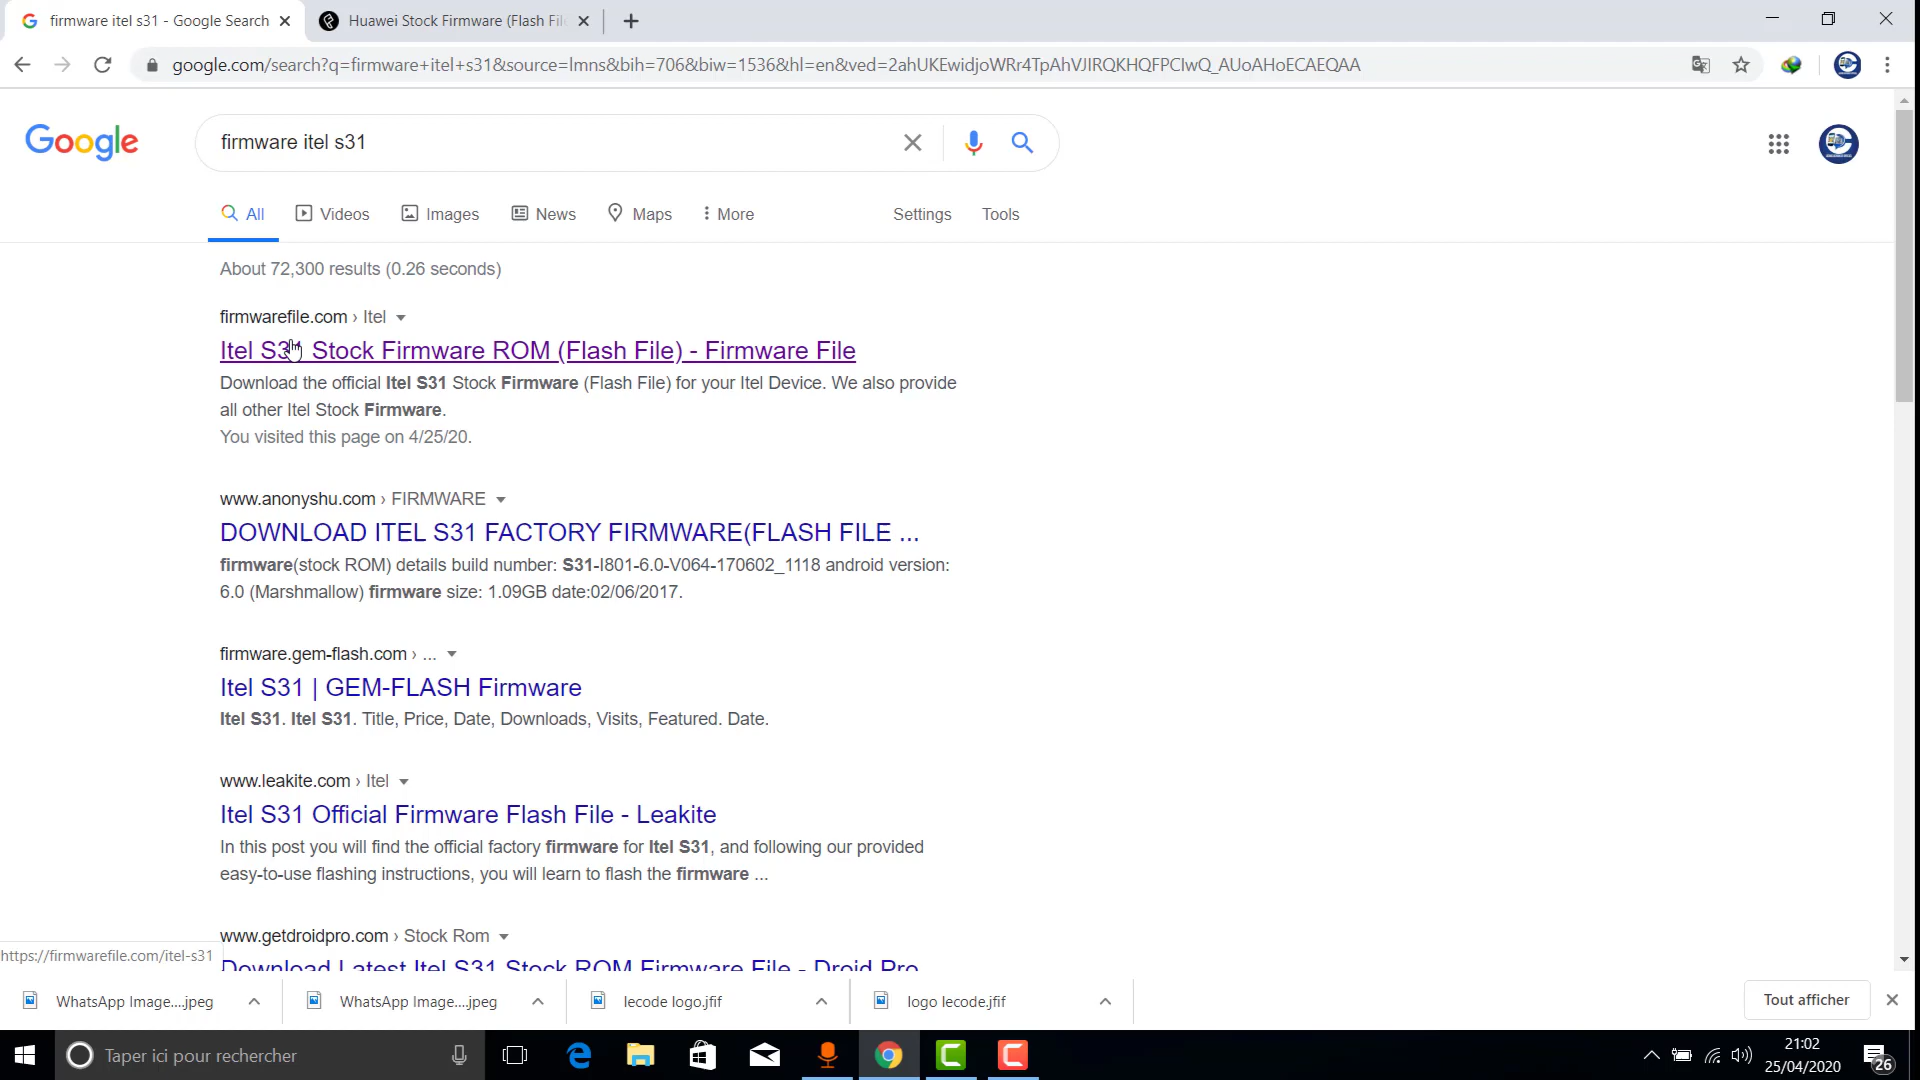 firmware itel s31 - Google Search
Huawei Stock Firmware (Flash Fil
google.com/search?q=firmware+itel+s31&source=lmns&bih=706&biw=1536&hl=en&ved=2ahUKEwidjoWRr4TpAhVJIRQKHQFPCIwQ_AUoAHoECAEQAA
Google
firmware itel s31
All
Videos
Images
News
Maps
More
Settings
Tools
About 72,300 results (0.26 seconds)
firmwarefile.com › Itel
Itel S31 Stock Firmware ROM (Flash File) - Firmware File
Download the official Itel S31 Stock Firmware (Flash File) for your Itel Device. We also provide
all other Itel Stock Firmware.
You visited this page on 4/25/20.
www.anonyshu.com › FIRMWARE
DOWNLOAD ITEL S31 FACTORY FIRMWARE(FLASH FILE ...
firmware(stock ROM) details build number: S31-I801-6.0-V064-170602_1118 android version:
6.0 (Marshmallow) firmware size: 1.09GB date:02/06/2017.
firmware.gem-flash.com › ...
Itel S31 | GEM-FLASH Firmware
Itel S31. Itel S31. Title, Price, Date, Downloads, Visits, Featured. Date.
www.leakite.com › Itel
Itel S31 Official Firmware Flash File - Leakite
In this post you will find the official factory firmware for Itel S31, and following our provided
easy-to-use flashing instructions, you will learn to flash the firmware ...
www.getdroidpro.com › Stock Rom
Download Latest Itel S31 Stock ROM Firmware File - Droid Pro
https://firmwarefile.com/itel-s31
WhatsApp Image....jpeg
WhatsApp Image....jpeg
lecode logo.jfif
logo lecode.jfif
Tout afficher
Taper ici pour rechercher
21:02
25/04/2020
26